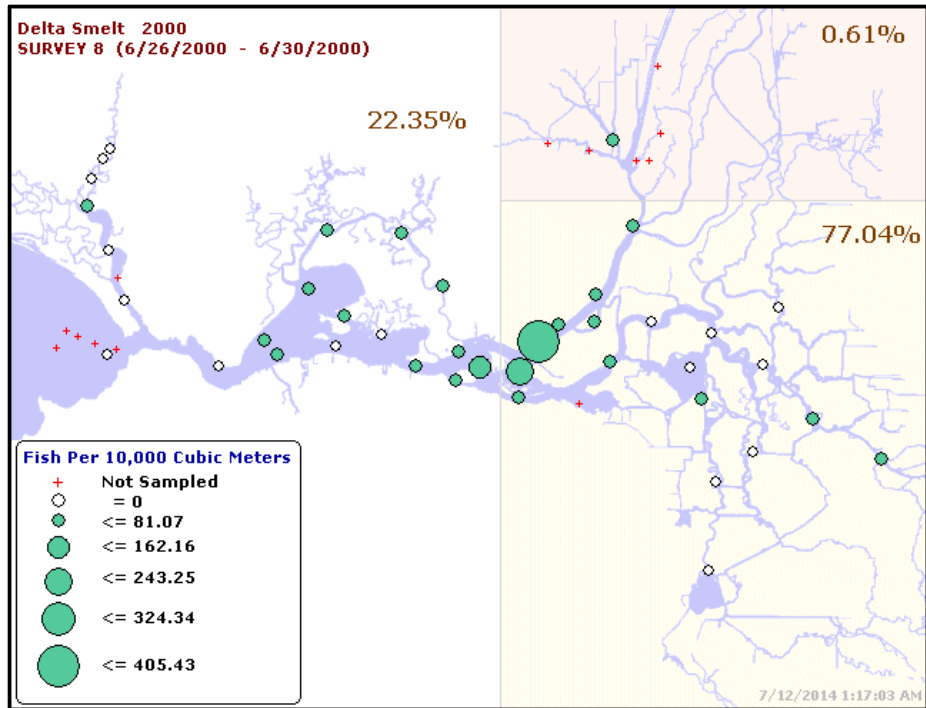 Delta Smelt 2000
SURVEY 8 (6/26/2000 - 6/30/2000)
0.61%
22.35%
77.04%
Fish Per 10,000 Cubic Meters
Not Sampled
= 0
<= 81.07
<= 162.16
<= 243.25
<= 324.34
<= 405.43
7/12/2014 1:17:03 AM